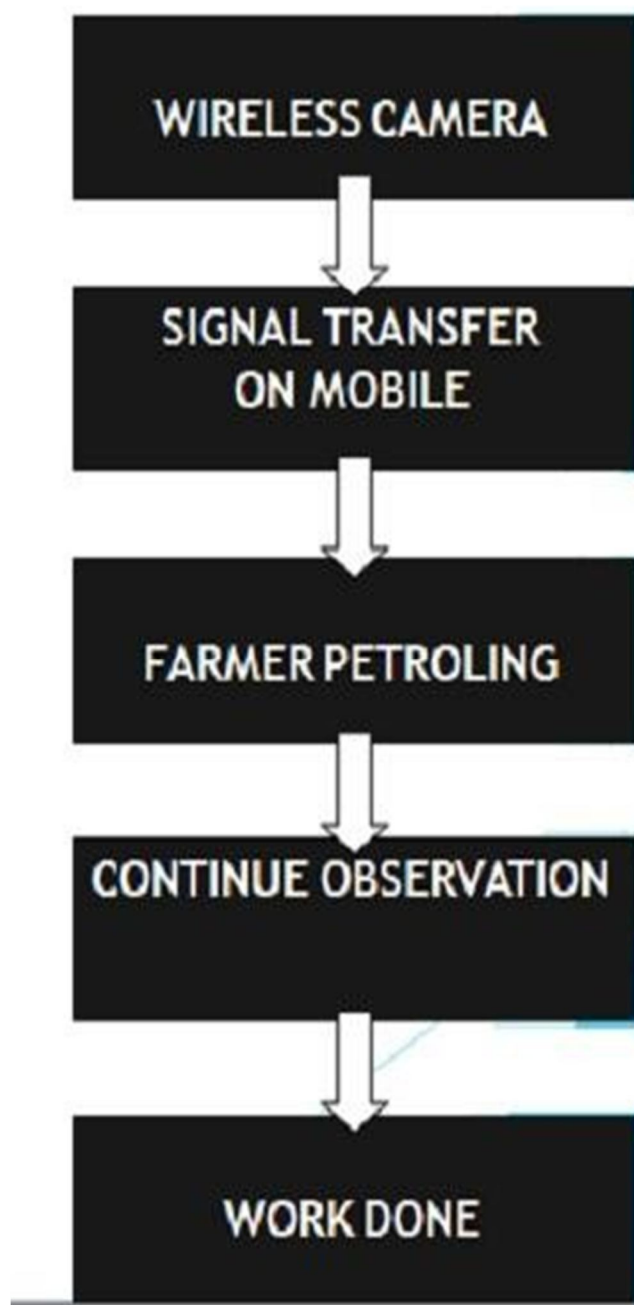 WIRELESS CAMERA
SIGNAL TRANSFER
ON MOBILE
FARMER PETROLING
CONTINUE OBSERVATION
WORK DONE